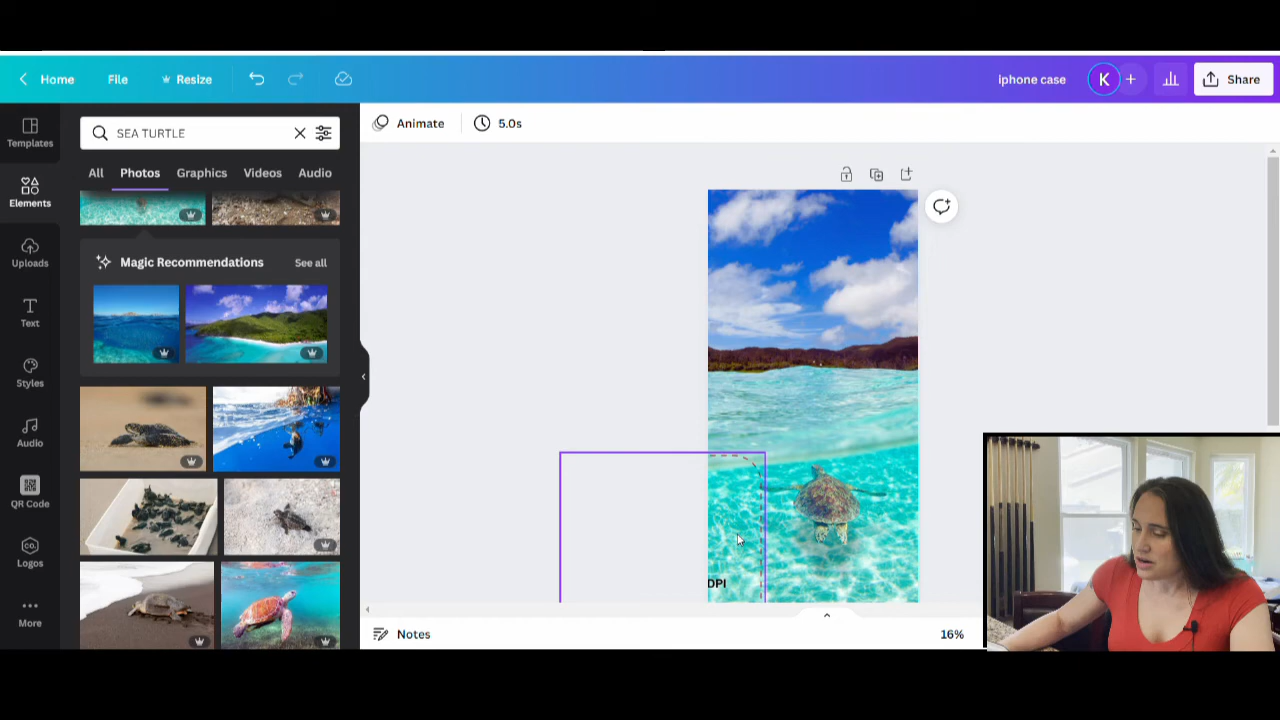 Home File Resize iphone case K + Share
Templates
Elements
Uploads
Text
Styles
Audio
QR Code
CO.
Logos
More
SEA TURTLE
All Photos Graphics Videos Audio
Magic Recommendations See all
Animate 5.0s
DPI
Notes 16%